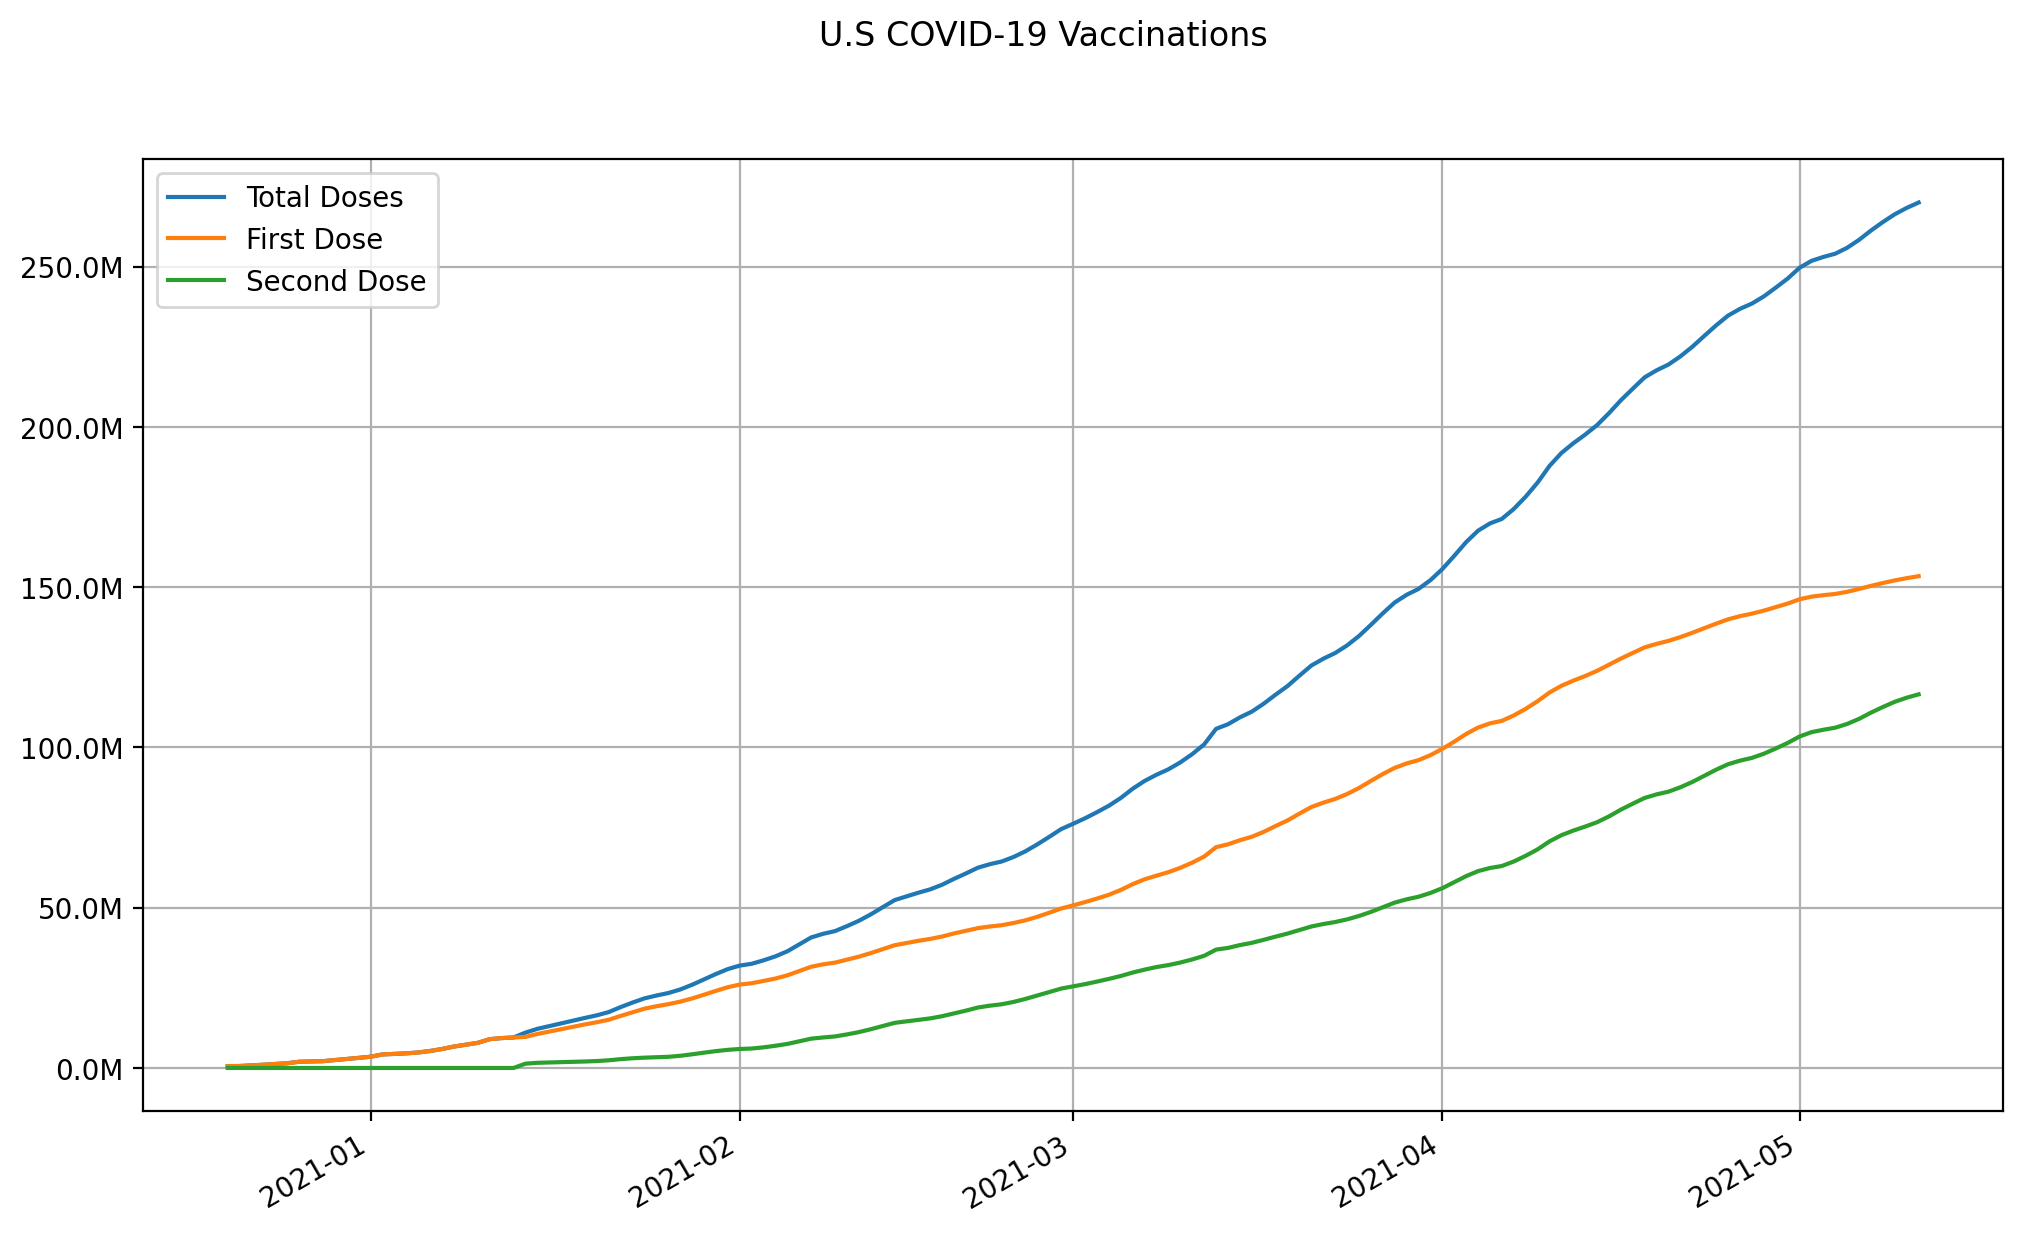 U.S COVID-19 Vaccinations
Total Doses
First Dose
Second Dose
250.0M
200.0M
150.0M
100.0M
50.0M
0.0M
2021-01
2021-02
2021-03
2021-04
2021-05